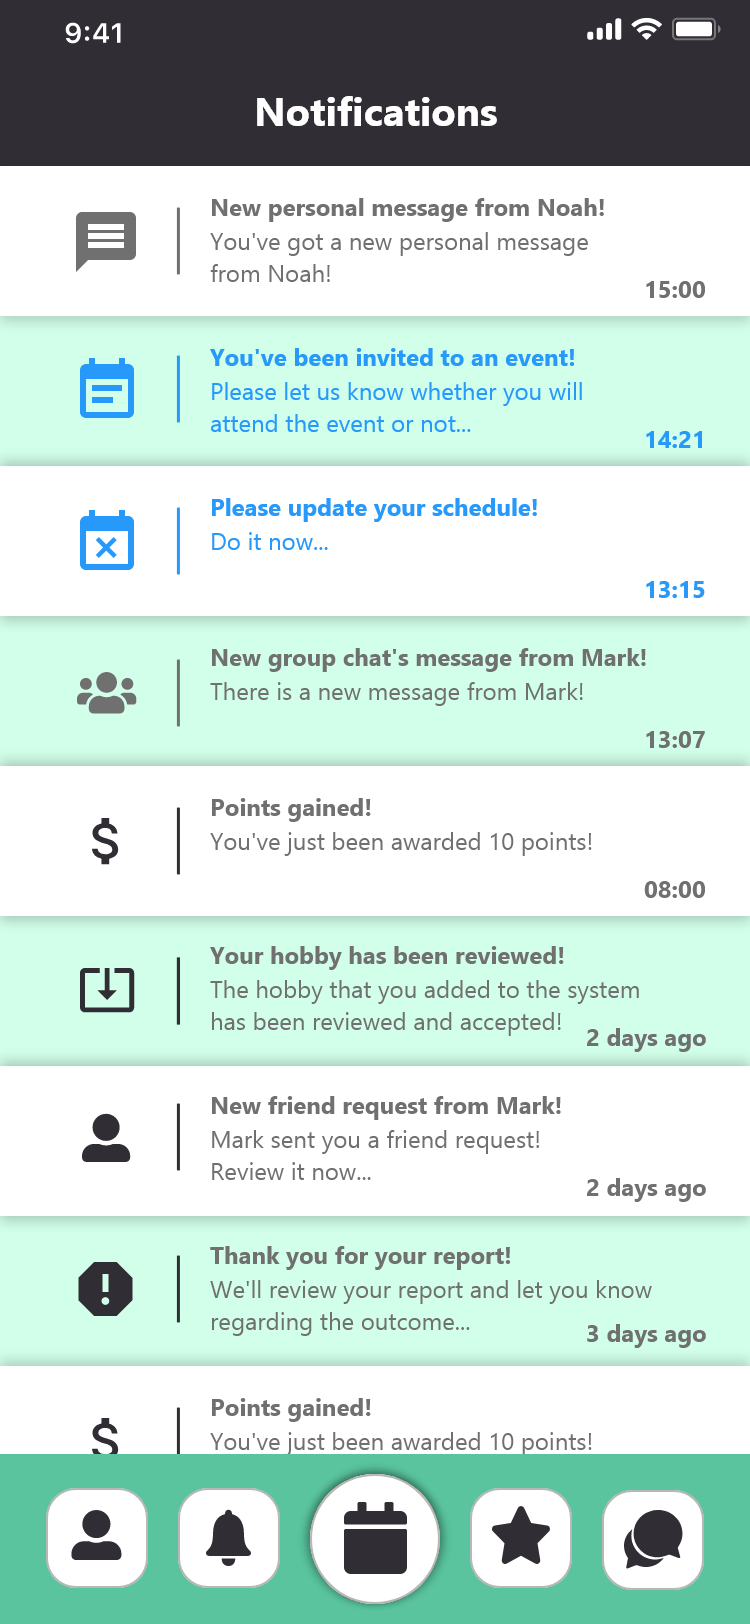 9:41
Notifications
New personal message from Noah!
You've got a new personal message
from Noah!
15:00
You've been invited to an event!
Please let us know whether you will
attend the event or not...
14:21
Please update your schedule!
Do it now...
13:15
New group chat's message from Mark!
There is a new message from Mark!
13:07
$
Points gained!
You've just been awarded 10 points!
08:00
Your hobby has been reviewed!
The hobby that you added to the system
has been reviewed and accepted!
2 days ago
New friend request from Mark!
Mark sent you a friend request!
Review it now...
2 days ago
Thank you for your report!
We'll review your report and let you know
regarding the outcome...
3 days ago
$
Points gained!
You've just been awarded 10 points!